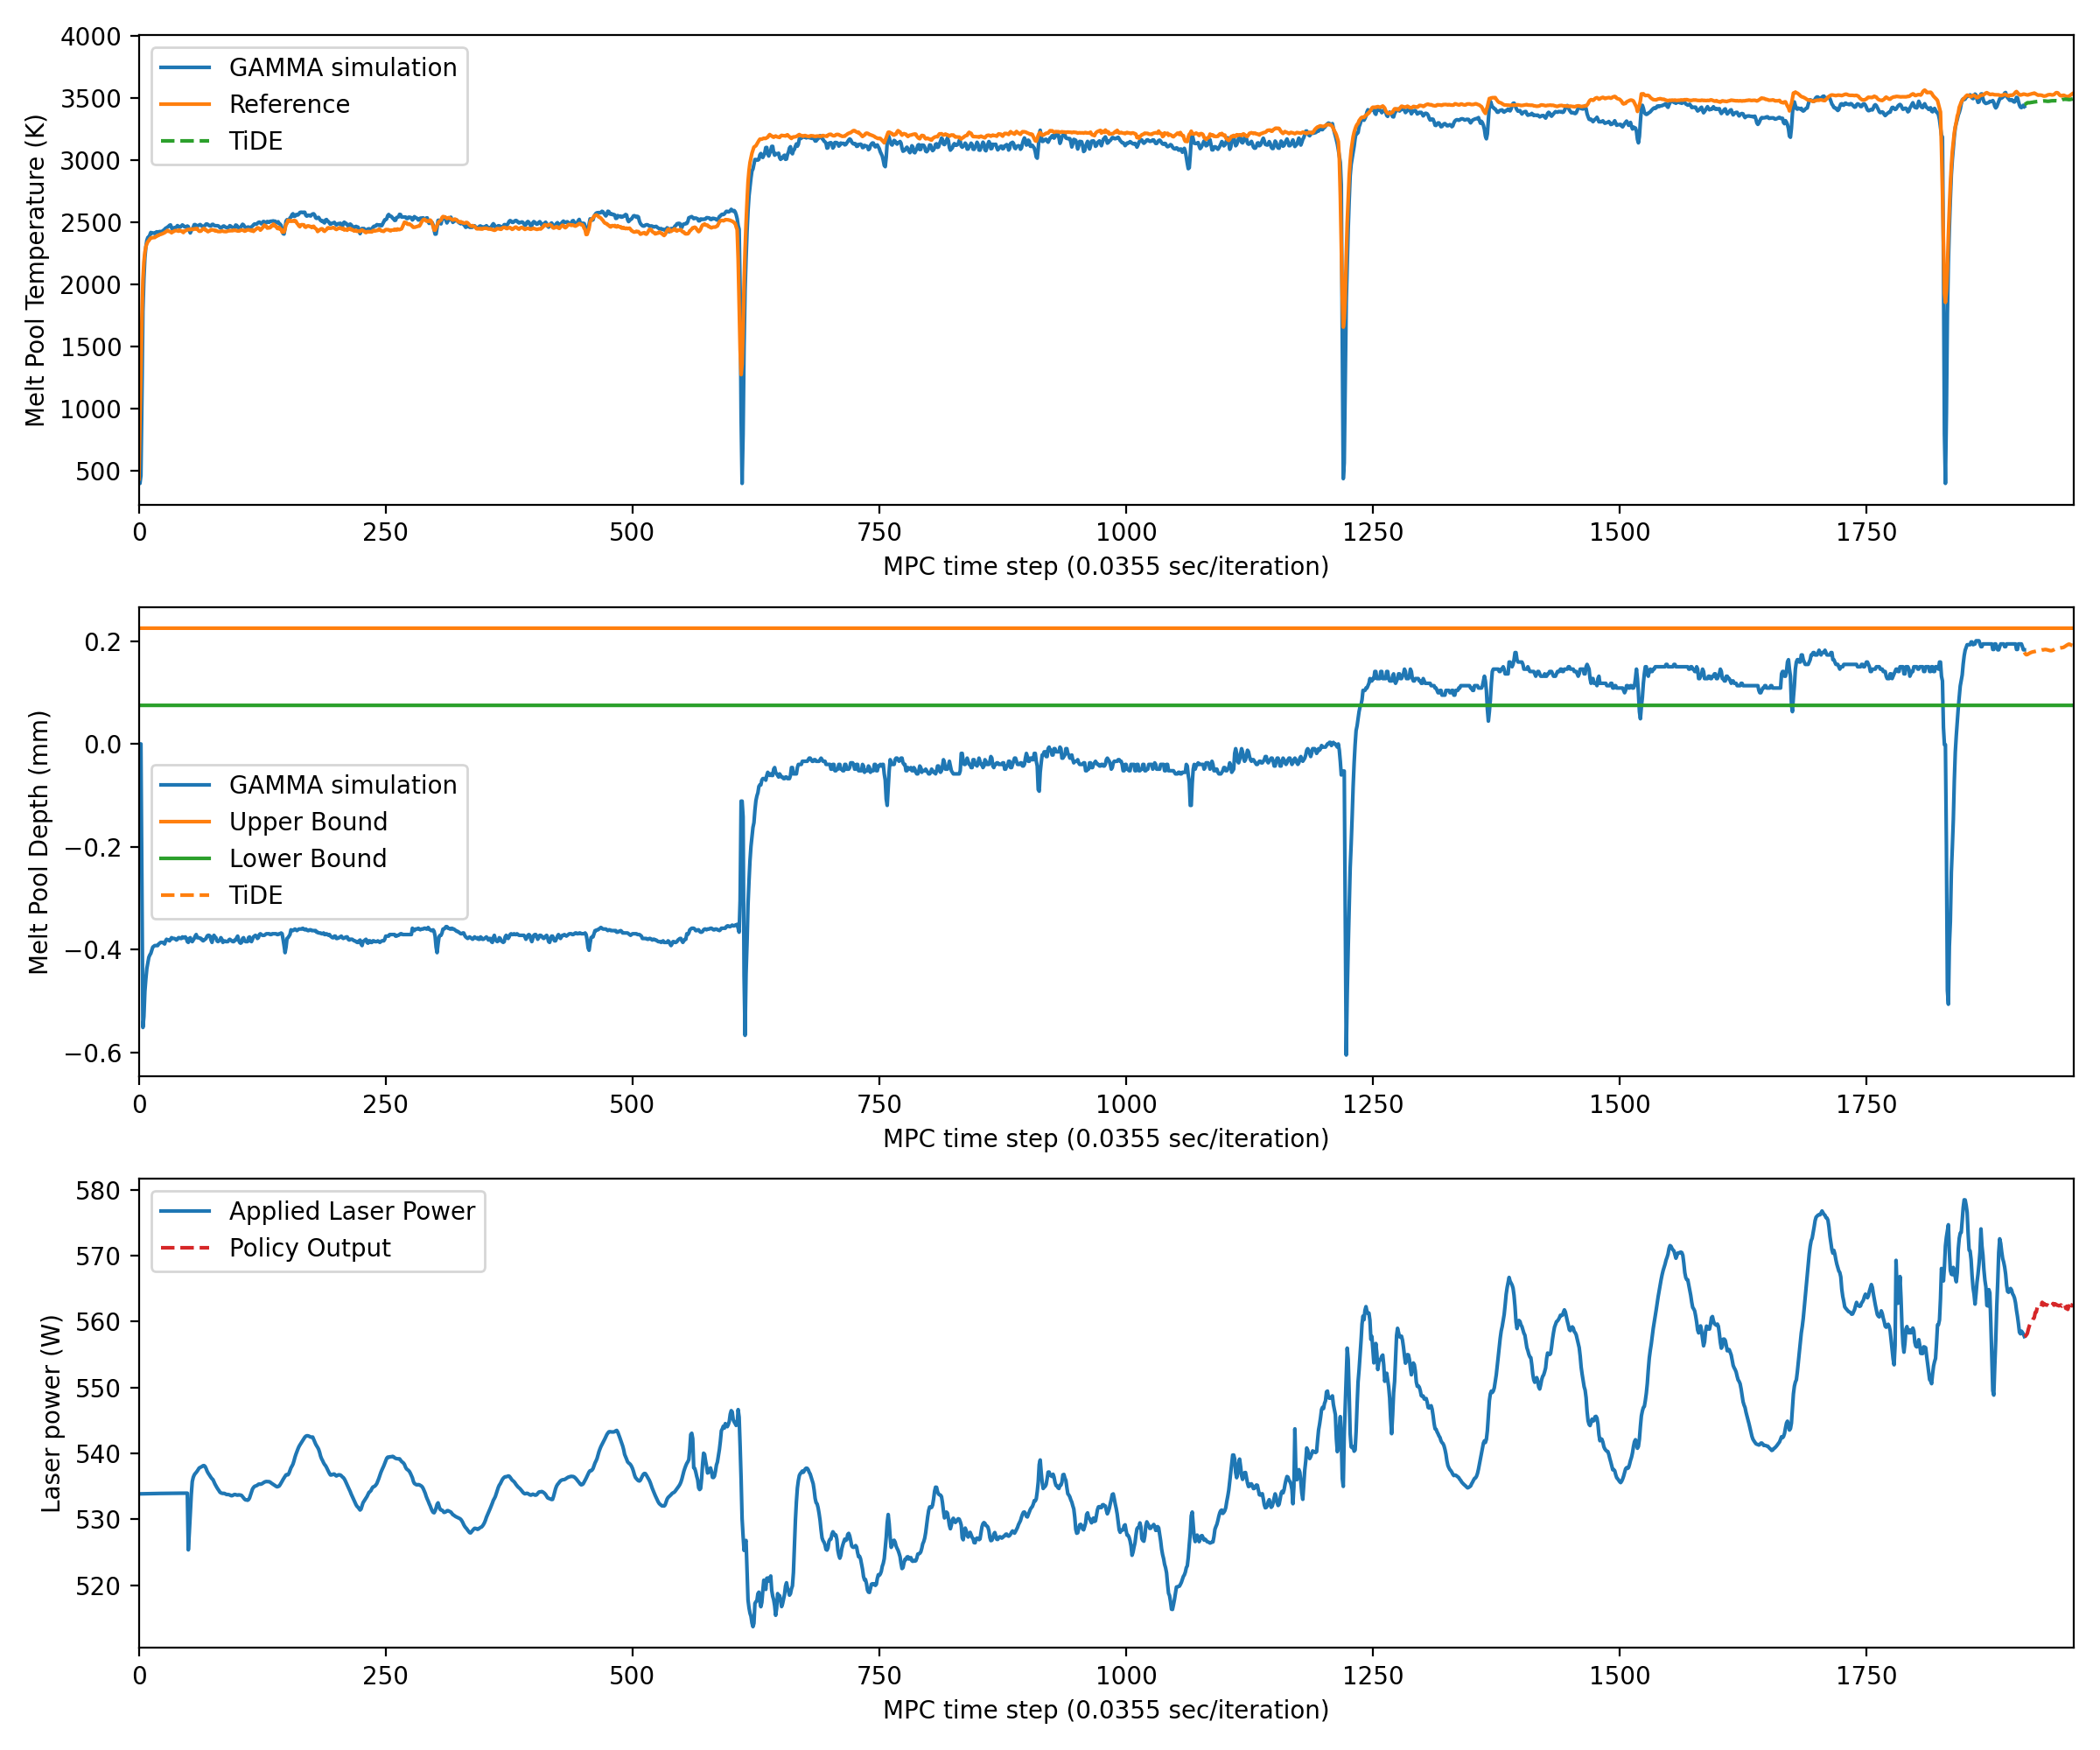 4000
3500
3000
2500
2000
1500
1000
500
Melt Pool Temperature (K)
GAMMA simulation
Reference
TiDE
0 250 500 750 1000 1250 1500 1750
MPC time step (0.0355 sec/iteration)
0.2
0.0
−0.2
−0.4
−0.6
Melt Pool Depth (mm)
GAMMA simulation
Upper Bound
Lower Bound
TiDE
0 250 500 750 1000 1250 1500 1750
MPC time step (0.0355 sec/iteration)
580
570
560
550
540
530
520
Laser power (W)
Applied Laser Power
Policy Output
0 250 500 750 1000 1250 1500 1750
MPC time step (0.0355 sec/iteration)